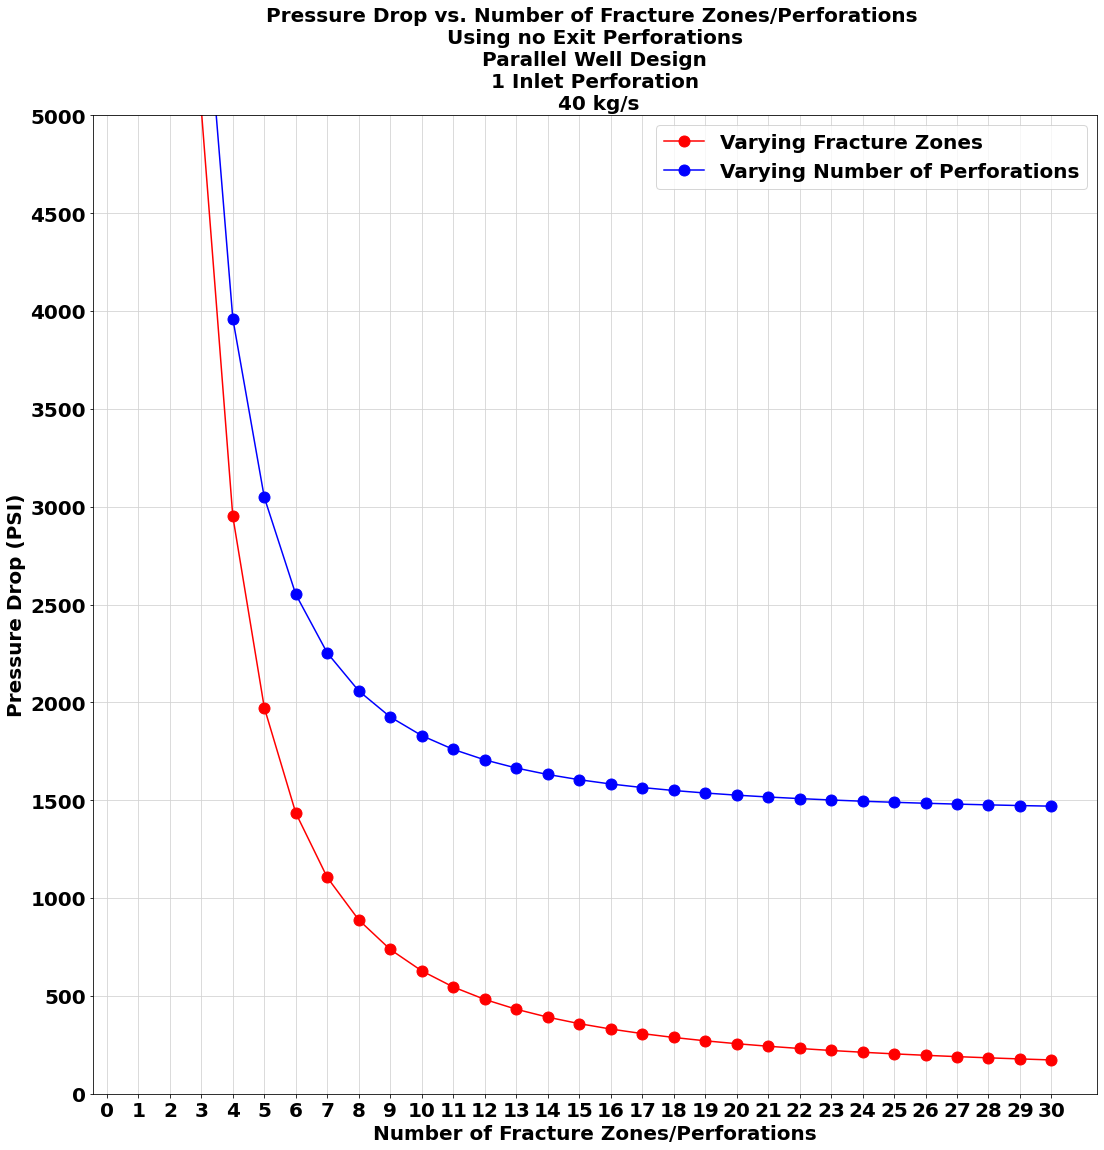 Pressure Drop vs. Number of Fracture Zones/Perforations
Using no Exit Perforations
Parallel Well Design
1 Inlet Perforation
40 kg/s
Varying Fracture Zones
Varying Number of Perforations
5000
4500
4000
3500
3000
2500
2000
1500
1000
500
0
Pressure Drop (PSI)
0 1 2 3 4 5 6 7 8 9 10 11 12 13 14 15 16 17 18 19 20 21 22 23 24 25 26 27 28 29 30
Number of Fracture Zones/Perforations